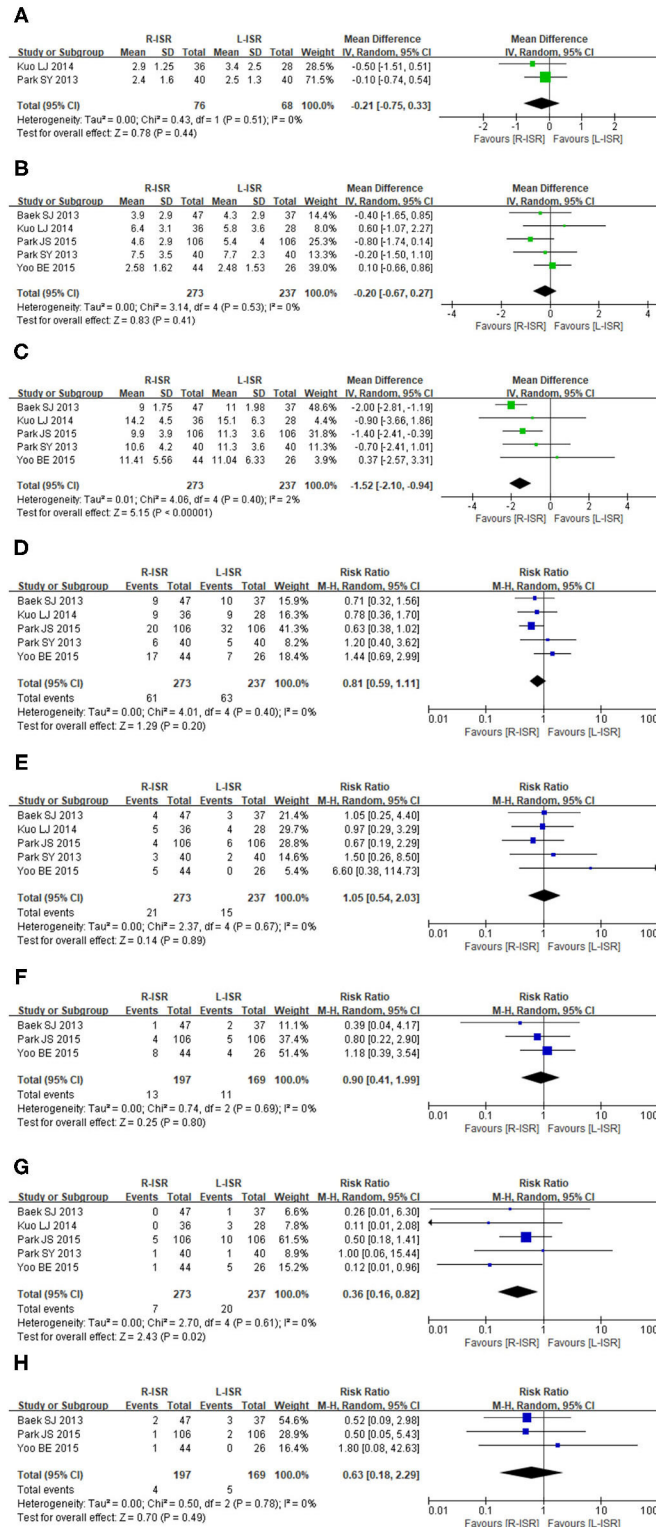 A
R-ISR L-ISR Mean Difference Mean Difference
Study or Subgroup Mean SD Total Mean SD Total Weight IV, Random, 95% CI IV, Random, 95% CI
Kuo LJ 2014 2.9 1.25 36 3.4 2.5 28 28.5% -0.50 [-1.51, 0.51]
Park SY 2013 2.4 1.6 40 2.5 1.3 40 71.5% -0.10 [-0.74, 0.54]
Total (95% CI) 76 68 100.0% -0.21 [-0.75, 0.33]
Heterogeneity: Tau² = 0.00; Chi² = 0.43, df = 1 (P = 0.51); I² = 0%
Test for overall effect: Z = 0.78 (P = 0.44)
-2 -1 0 1 2
Favours [R-ISR] Favours [L-ISR]
B
R-ISR L-ISR Mean Difference Mean Difference
Study or Subgroup Mean SD Total Mean SD Total Weight IV, Random, 95% CI IV, Random, 95% CI
Baek SJ 2013 3.9 2.9 47 4.3 2.9 37 14.4% -0.40 [-1.65, 0.85]
Kuo LJ 2014 6.4 3.1 36 5.8 3.6 28 8.0% 0.60 [-1.07, 2.27]
Park JS 2015 4.6 2.9 106 5.4 4 106 25.3% -0.80 [-1.74, 0.14]
Park SY 2013 7.5 3.5 40 7.7 2.3 40 13.3% -0.20 [-1.50, 1.10]
Yoo BE 2015 2.58 1.62 44 2.48 1.53 26 39.0% 0.10 [-0.66, 0.86]
Total (95% CI) 273 237 100.0% -0.20 [-0.67, 0.27]
Heterogeneity: Tau² = 0.00; Chi² = 3.14, df = 4 (P = 0.53); I² = 0%
Test for overall effect: Z = 0.83 (P = 0.41)
-4 -2 0 2 4
Favours [R-ISR] Favours [L-ISR]
C
R-ISR L-ISR Mean Difference Mean Difference
Study or Subgroup Mean SD Total Mean SD Total Weight IV, Random, 95% CI IV, Random, 95% CI
Baek SJ 2013 9 1.75 47 11 1.98 37 48.6% -2.00 [-2.81, -1.19]
Kuo LJ 2014 14.2 4.5 36 15.1 6.3 28 4.4% -0.90 [-3.66, 1.86]
Park JS 2015 9.9 3.9 106 11.3 3.6 106 31.8% -1.40 [-2.41, -0.39]
Park SY 2013 10.6 4.2 40 11.3 3.6 40 11.3% -0.70 [-2.41, 1.01]
Yoo BE 2015 11.41 5.56 44 11.04 6.33 26 3.9% 0.37 [-2.57, 3.31]
Total (95% CI) 273 237 100.0% -1.52 [-2.10, -0.94]
Heterogeneity: Tau² = 0.01; Chi² = 4.06, df = 4 (P = 0.40); I² = 2%
Test for overall effect: Z = 5.15 (P < 0.00001)
-4 -2 0 2 4
Favours [R-ISR] Favours [L-ISR]
D
R-ISR L-ISR Risk Ratio Risk Ratio
Study or Subgroup Events Total Events Total Weight M-H, Random, 95% CI M-H, Random, 95% CI
Baek SJ 2013 9 47 10 37 15.9% 0.71 [0.32, 1.56]
Kuo LJ 2014 9 36 9 28 16.3% 0.78 [0.36, 1.70]
Park JS 2015 20 106 32 106 41.3% 0.63 [0.38, 1.02]
Park SY 2013 6 40 5 40 8.2% 1.20 [0.40, 3.62]
Yoo BE 2015 17 44 7 26 18.4% 1.44 [0.69, 2.99]
Total (95% CI) 273 237 100.0% 0.81 [0.59, 1.11]
Total events 61 63
Heterogeneity: Tau² = 0.00; Chi² = 4.01, df = 4 (P = 0.40); I² = 0%
Test for overall effect: Z = 1.29 (P = 0.20)
0.01 0.1 1 10 100
Favours [R-ISR] Favours [L-ISR]
E
R-ISR L-ISR Risk Ratio Risk Ratio
Study or Subgroup Events Total Events Total Weight M-H, Random, 95% CI M-H, Random, 95% CI
Baek SJ 2013 4 47 3 37 21.4% 1.05 [0.25, 4.40]
Kuo LJ 2014 5 36 4 28 29.7% 0.97 [0.29, 3.29]
Park JS 2015 4 106 6 106 28.8% 0.67 [0.19, 2.29]
Park SY 2013 3 40 2 40 14.6% 1.50 [0.26, 8.50]
Yoo BE 2015 5 44 0 26 5.4% 6.60 [0.38, 114.73]
Total (95% CI) 273 237 100.0% 1.05 [0.54, 2.03]
Total events 21 15
Heterogeneity: Tau² = 0.00; Chi² = 2.37, df = 4 (P = 0.67); I² = 0%
Test for overall effect: Z = 0.14 (P = 0.89)
0.01 0.1 1 10 100
Favours [R-ISR] Favours [L-ISR]
F
R-ISR L-ISR Risk Ratio Risk Ratio
Study or Subgroup Events Total Events Total Weight M-H, Random, 95% CI M-H, Random, 95% CI
Baek SJ 2013 1 47 2 37 11.1% 0.39 [0.04, 4.17]
Park JS 2015 4 106 5 106 37.4% 0.80 [0.22, 2.90]
Yoo BE 2015 8 44 4 26 51.4% 1.18 [0.39, 3.54]
Total (95% CI) 197 169 100.0% 0.90 [0.41, 1.99]
Total events 13 11
Heterogeneity: Tau² = 0.00; Chi² = 0.74, df = 2 (P = 0.69); I² = 0%
Test for overall effect: Z = 0.25 (P = 0.80)
0.01 0.1 1 10 100
Favours [R-ISR] Favours [L-ISR]
G
R-ISR L-ISR Risk Ratio Risk Ratio
Study or Subgroup Events Total Events Total Weight M-H, Random, 95% CI M-H, Random, 95% CI
Baek SJ 2013 0 47 1 37 6.6% 0.26 [0.01, 6.30]
Kuo LJ 2014 0 36 3 28 7.8% 0.11 [0.01, 2.08]
Park JS 2015 5 106 10 106 61.5% 0.50 [0.18, 1.41]
Park SY 2013 1 40 1 40 8.9% 1.00 [0.06, 15.44]
Yoo BE 2015 1 44 5 26 15.2% 0.12 [0.01, 0.96]
Total (95% CI) 273 237 100.0% 0.36 [0.16, 0.82]
Total events 7 20
Heterogeneity: Tau² = 0.00; Chi² = 2.70, df = 4 (P = 0.61); I² = 0%
Test for overall effect: Z = 2.43 (P = 0.02)
0.01 0.1 1 10 100
Favours [R-ISR] Favours [L-ISR]
H
R-ISR L-ISR Risk Ratio Risk Ratio
Study or Subgroup Events Total Events Total Weight M-H, Random, 95% CI M-H, Random, 95% CI
Baek SJ 2013 2 47 3 37 54.6% 0.52 [0.09, 2.98]
Park JS 2015 1 106 2 106 28.9% 0.50 [0.05, 5.43]
Yoo BE 2015 1 44 0 26 16.4% 1.80 [0.08, 42.63]
Total (95% CI) 197 169 100.0% 0.63 [0.18, 2.29]
Total events 4 5
Heterogeneity: Tau² = 0.00; Chi² = 0.50, df = 2 (P = 0.78); I² = 0%
Test for overall effect: Z = 0.70 (P = 0.49)
0.01 0.1 1 10 100
Favours [R-ISR] Favours [L-ISR]